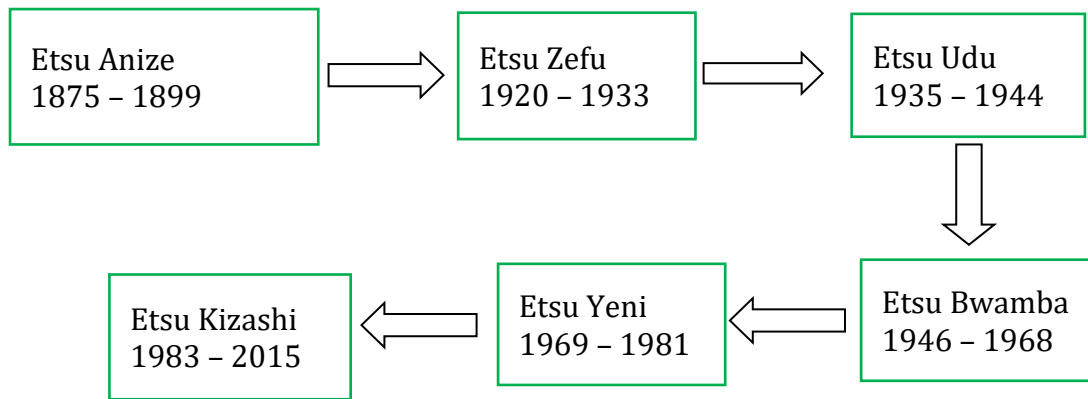 Etsu Anize
1875 – 1899
Etsu Zefu
1920 – 1933
Etsu Udu
1935 – 1944
Etsu Bwamba
1946 – 1968
Etsu Yeni
1969 – 1981
Etsu Kizashi
1983 – 2015